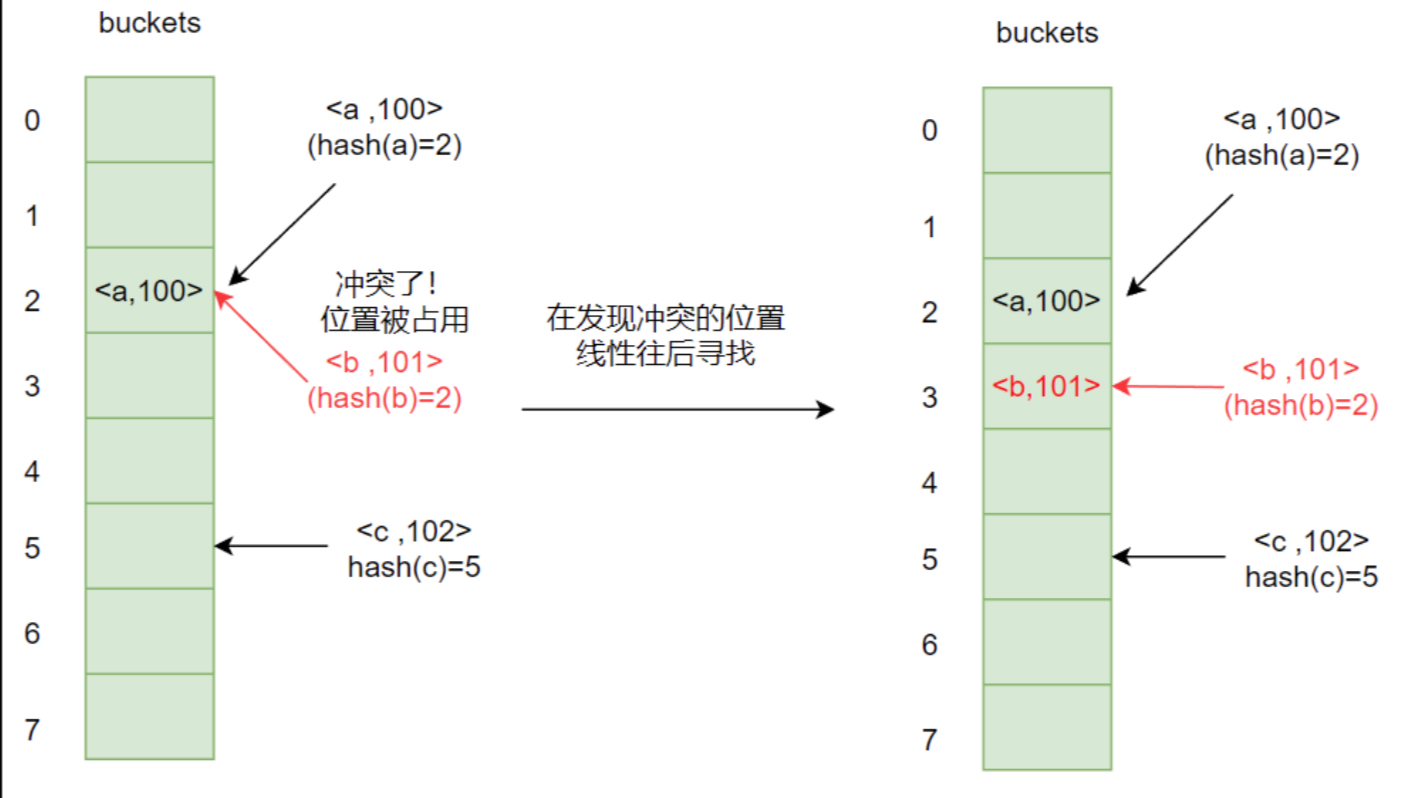 buckets
0
1
2
3
4
5
6
7
<a,100>
<a ,100>
(hash(a)=2)
冲突了！
位置被占用
<b ,101>
(hash(b)=2)
<c ,102>
hash(c)=5
在发现冲突的位置
线性往后寻找
buckets
0
1
2
3
4
5
6
7
<a,100>
<b,101>
<a ,100>
(hash(a)=2)
<b ,101>
(hash(b)=2)
<c ,102>
hash(c)=5